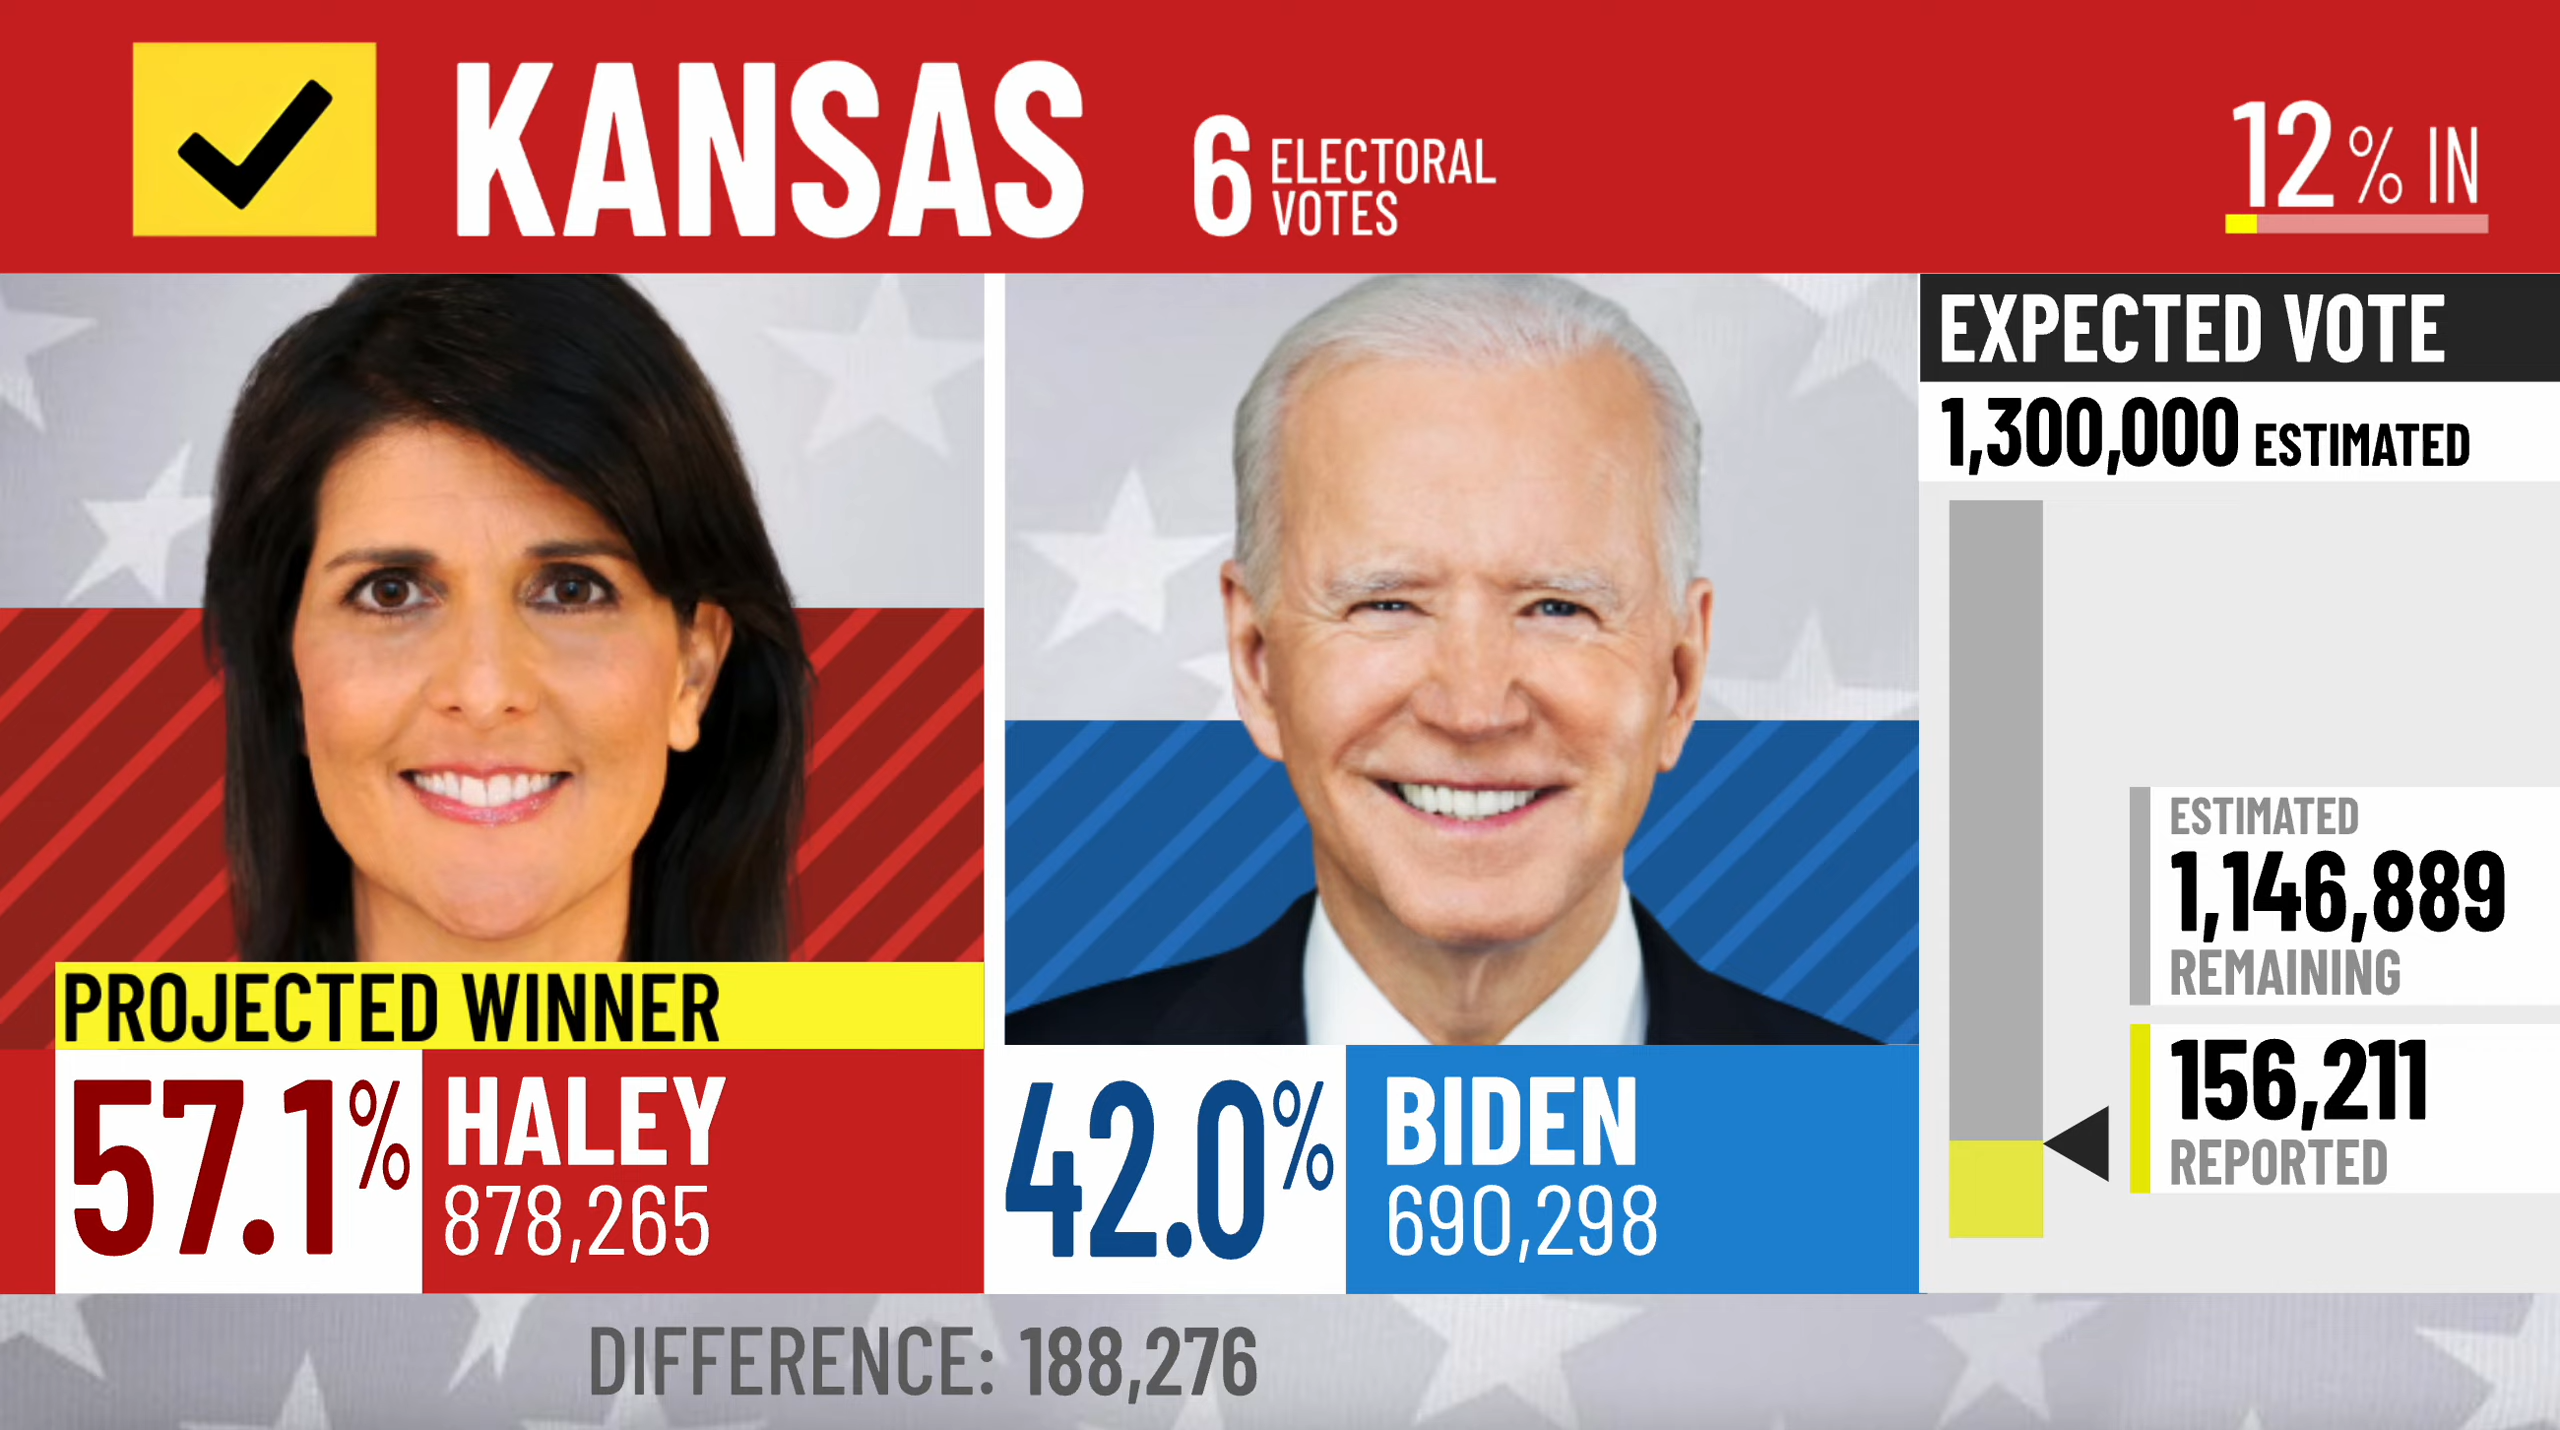 KANSAS
6 ELECTORAL
VOTES
12% IN
EXPECTED VOTE
1,300,000 ESTIMATED
ESTIMATED
1,146,889
REMAINING
156,211
REPORTED
PROJECTED WINNER
57.1% HALEY
878,265
42.0% BIDEN
690,298
DIFFERENCE: 188,276